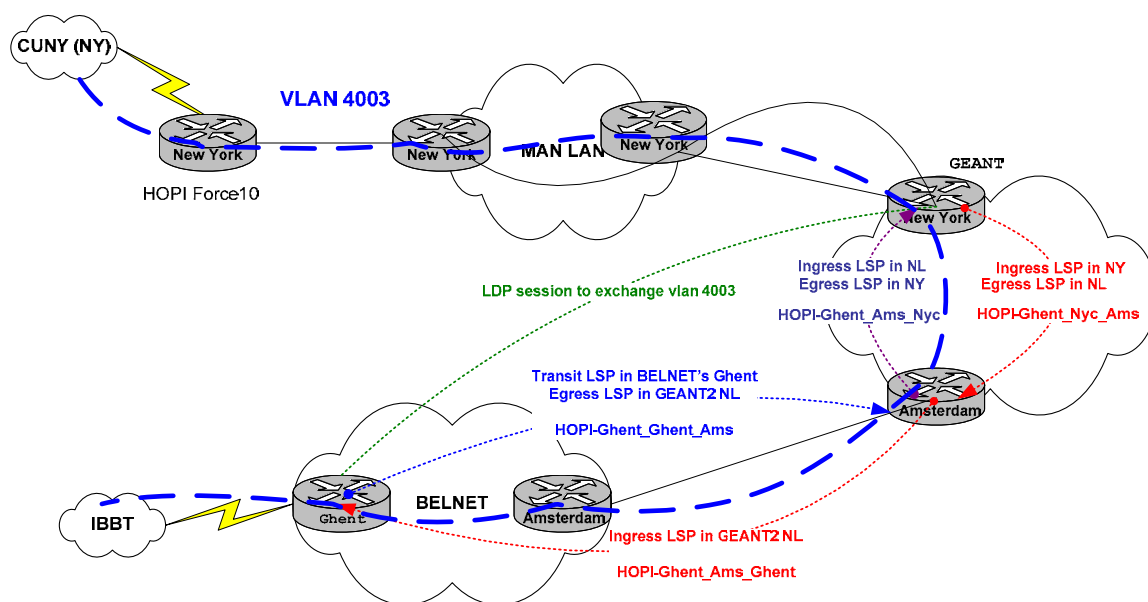 CUNY (NY)
VLAN 4003
New York
HOPI Force10
New York
MAN LAN
New York
GEANT
New York
Ingress LSP in NL
Egress LSP in NY
HOPI-Ghent_Ams_Nyc
Ingress LSP in NY
Egress LSP in NL
HOPI-Ghent_Nyc_Ams
LDP session to exchange vlan 4003
Transit LSP in BELNET's Ghent
Egress LSP in GEANT2 NL
HOPI-Ghent_Ghent_Ams
Amsterdam
IBBT
Ghent
BELNET
Amsterdam
Ingress LSP in GEANT2 NL
HOPI-Ghent_Ams_Ghent